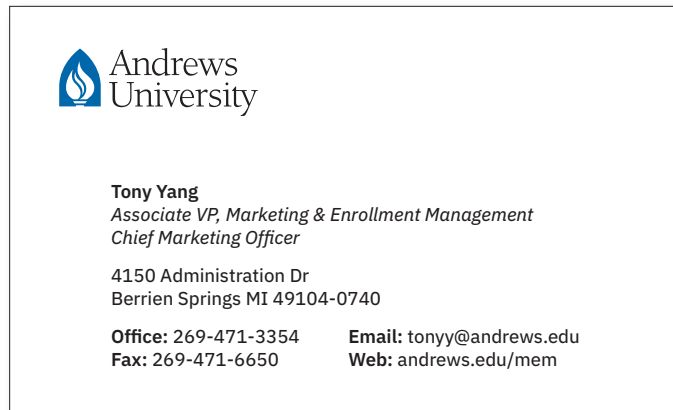 Andrews
University
Tony Yang
Associate VP, Marketing & Enrollment Management
Chief Marketing Officer
4150 Administration Dr
Berrien Springs MI 49104-0740
Office: 269-471-3354 Email: tonyy@andrews.edu
Fax: 269-471-6650 Web: andrews.edu/mem